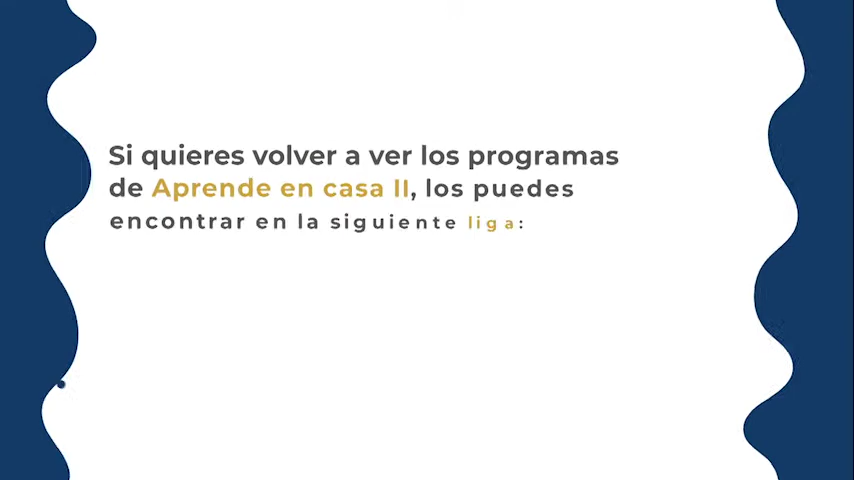 Si quieres volver a ver los programas
de Aprende en casa II, los puedes
encontrar en la siguiente liga: